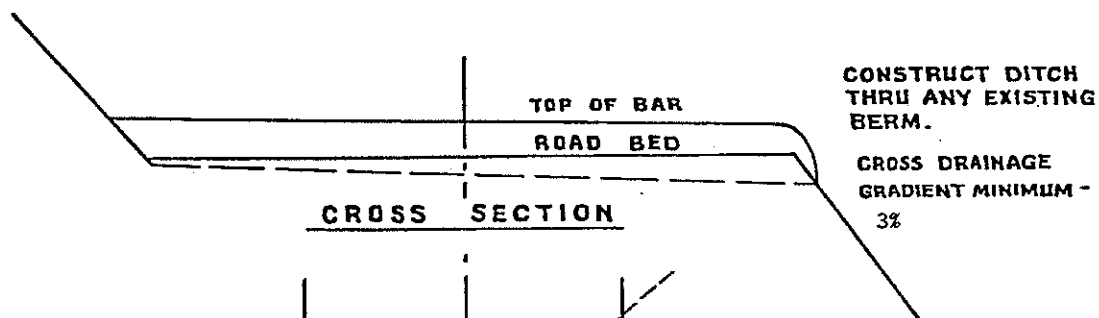 CONSTRUCT DITCH
THRU ANY EXISTING
BERM.
TOP OF BAR
ROAD BED
CROSS DRAINAGE
GRADIENT MINIMUM -
3%
CROSS SECTION